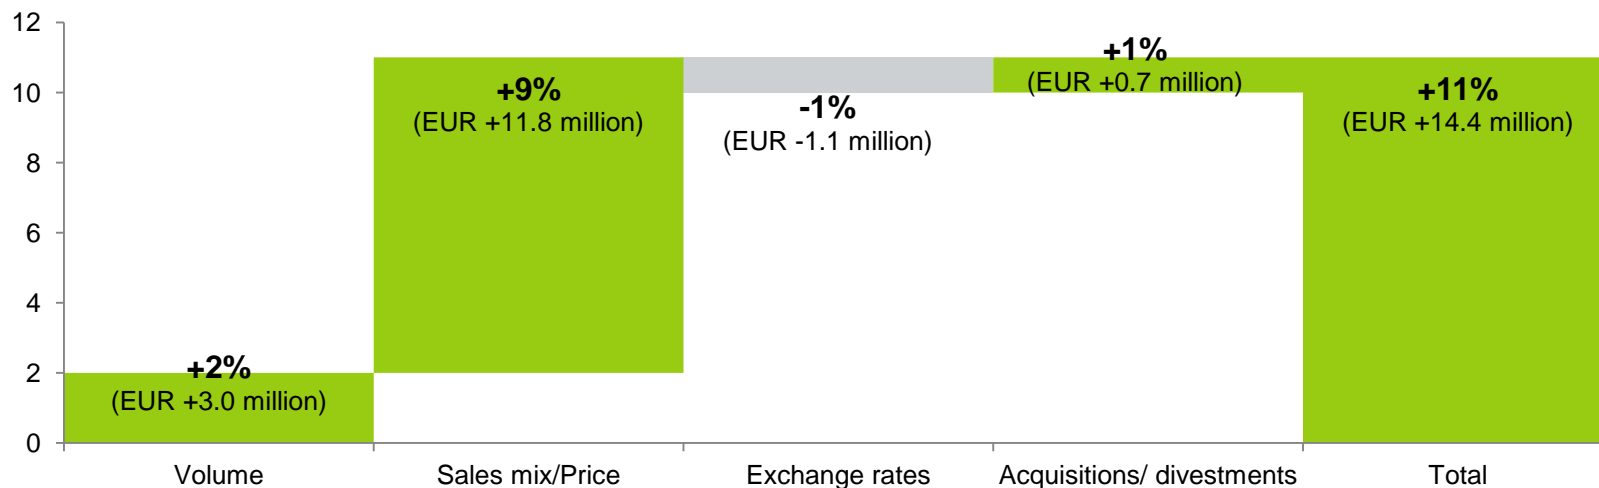 12
10
8
6
4
2
0
+2%
(EUR +3.0 million)
+9%
(EUR +11.8 million)
-1%
(EUR -1.1 million)
+1%
(EUR +0.7 million)
+11%
(EUR +14.4 million)
Volume
Sales mix/Price
Exchange rates
Acquisitions/ divestments
Total